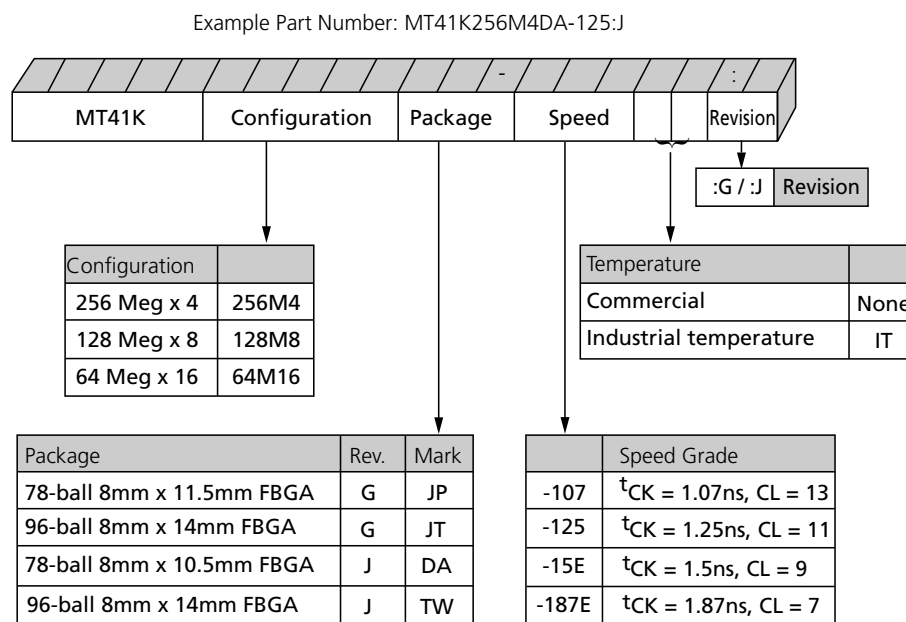 Example Part Number: MT41K256M4DA-125:J
- :
MT41K Configuration Package Speed Revision
:G / :J Revision
Configuration
256 Meg x 4 256M4
128 Meg x 8 128M8
64 Meg x 16 64M16
Temperature
Commercial None
Industrial temperature IT
Package Rev. Mark
78-ball 8mm x 11.5mm FBGA G JP
96-ball 8mm x 14mm FBGA G JT
78-ball 8mm x 10.5mm FBGA J DA
96-ball 8mm x 14mm FBGA J TW
Speed Grade
-107 tCK = 1.07ns, CL = 13
-125 tCK = 1.25ns, CL = 11
-15E tCK = 1.5ns, CL = 9
-187E tCK = 1.87ns, CL = 7